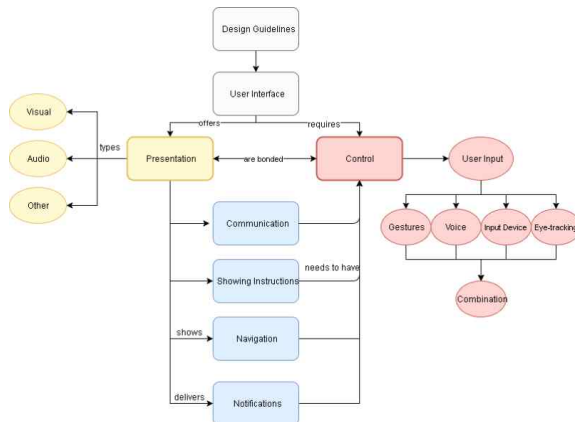 Design Guidelines
User Interface
offers
requires
Visual
types
Presentation
are bonded
Control
User Input
Audio
Other
Communication
Gestures
Voice
Input Device
Eye-tracking
Showing Instructions
needs to have
Combination
shows
Navigation
delivers
Notifications